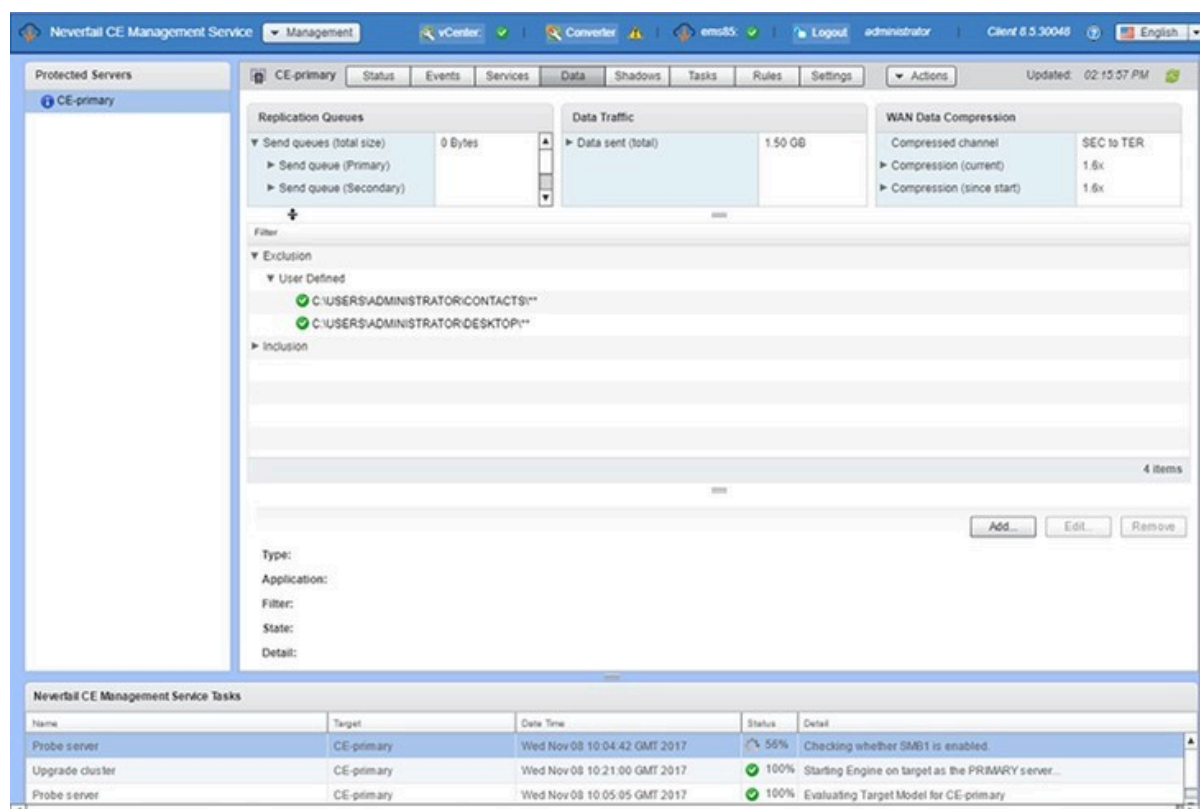 Neverfail CE Management Service Management vCenter: Converter ems85: Logout administrator Client 8.5.30046 English
Protected Servers
CE-primary
CE-primary Status Events Services Data Shadows Tasks Rules Settings Actions Updated: 02:15:57 PM
Replication Queues
Send queues (total size) 0 Bytes
Send queue (Primary)
Send queue (Secondary)
Data Traffic
Data sent (total) 1.50 GB
WAN Data Compression
Compressed channel SEC to TER
Compression (current) 1.6x
Compression (since start) 1.6x
Filter
Exclusion
User Defined
C:\USERS\ADMINISTRATOR\CONTACTS\**
C:\USERS\ADMINISTRATOR\DESKTOP\**
Inclusion
4 items
Add... Edit... Remove
Type:
Application:
Filter:
State:
Detail:
Neverfail CE Management Service Tasks
Name Target Date Time Status Detail
Probe server CE-primary Wed Nov 08 10:04:42 GMT 2017 56% Checking whether SMB1 is enabled.
Upgrade cluster CE-primary Wed Nov 08 10:21:00 GMT 2017 100% Starting Engine on target as the PRIMARY server...
Probe server CE-primary Wed Nov 08 10:05:05 GMT 2017 100% Evaluating Target Model for CE-primary